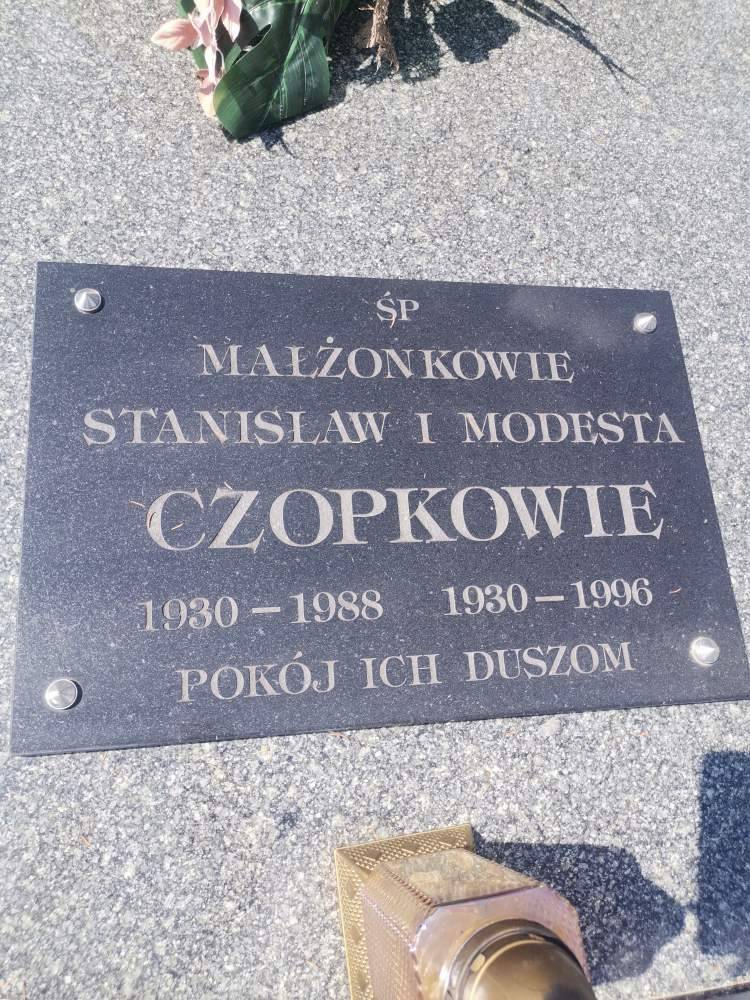 ŚP
MAŁŻONKOWIE
STANISŁAW I MODESTA
CZOPKOWIE
1930 – 1988 1930 – 1996
POKÓJ ICH DUSZOM